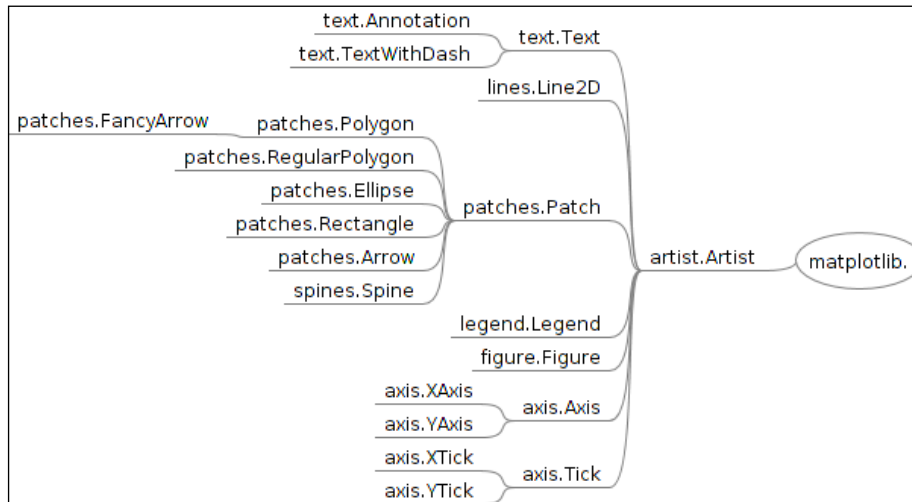 text.Annotation
text.Text
text.TextWithDash
lines.Line2D
patches.FancyArrow
patches.Polygon
patches.RegularPolygon
patches.Ellipse
patches.Patch
patches.Rectangle
patches.Arrow
artist.Artist
matplotlib.
spines.Spine
legend.Legend
figure.Figure
axis.XAxis
axis.Axis
axis.YAxis
axis.XTick
axis.Tick
axis.YTick